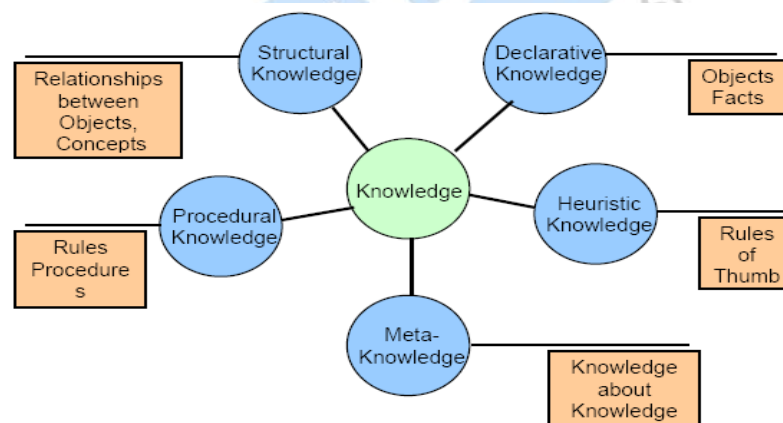 Structural
Knowledge
Declarative
Knowledge
Relationships
between
Objects,
Concepts
Objects
Facts
Knowledge
Procedural
Knowledge
Heuristic
Knowledge
Rules
Procedure
s
Rules
of
Thumb
Meta-
Knowledge
Knowledge
about
Knowledge